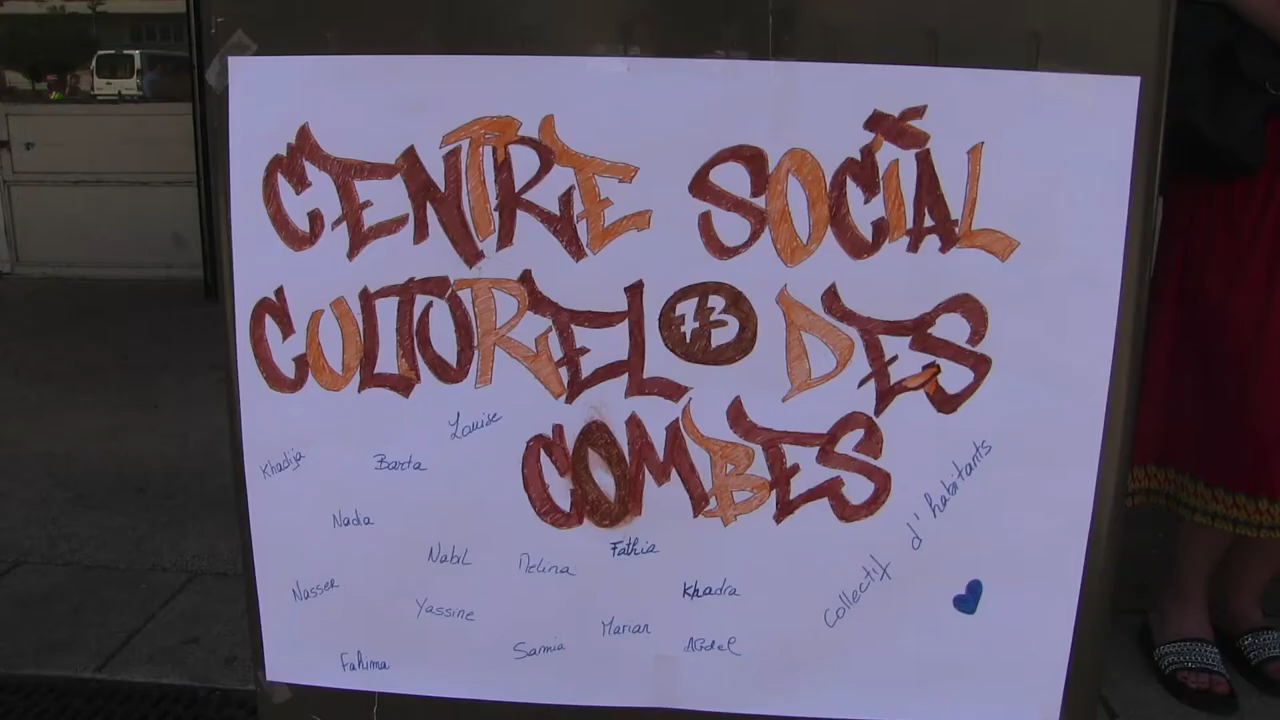 CENTRE SOCIAL
CULTUREL 73 DES
COMBES
Louise
Khadija
Barta
Nadia
Nabil
Melina
Fathia
Nasser
Yassine
Khadra
Samia
Marian
Abdel
Fahima
Collectif d'habitants